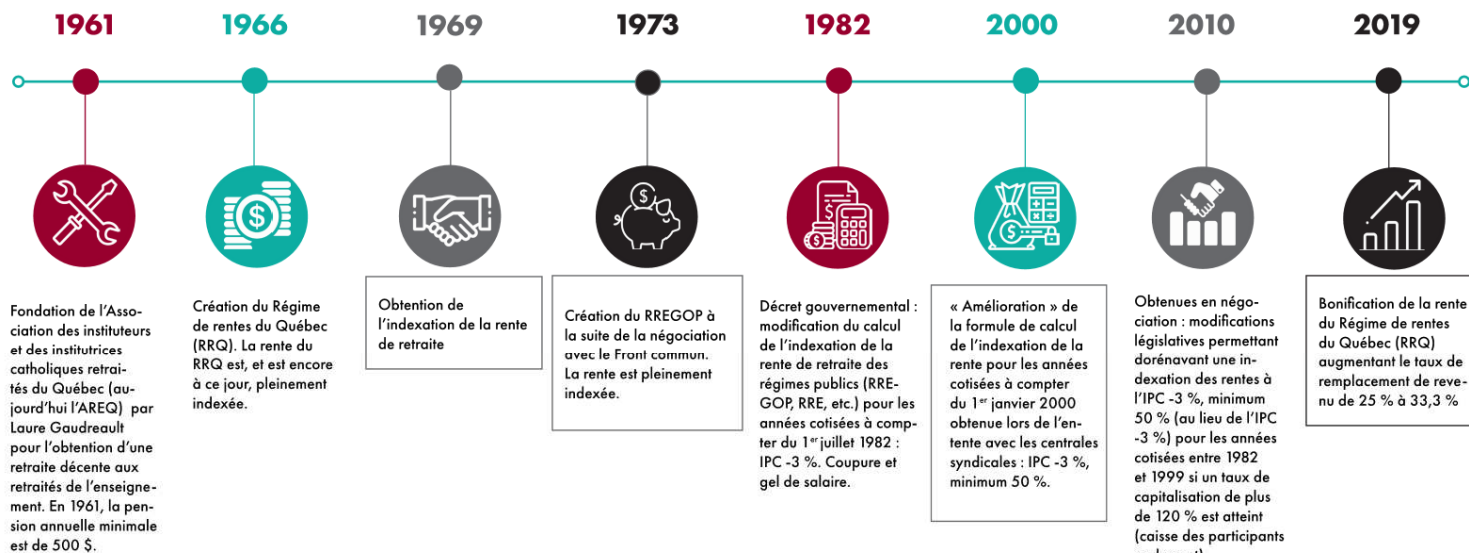 1961
1966
1969
1973
1982
2000
2010
2019
Fondation de l’Asso-
ciation des instituteurs
et des institutrices
catholiques retrai-
tés du Québec (au-
jourd’hui l’AREQ) par
Laure Gaudreault
pour l’obtention d’une
retraite décente aux
retraités de l’enseigne-
ment. En 1961, la pen-
sion annuelle minimale
est de 500 $.
Création du Régime
de rentes du Québec
(RRQ). La rente du
RRQ est, et est encore
à ce jour, pleinement
indexée.
Obtention de
l’indexation de la rente
de retraite
Création du RREGOP à
la suite de la négociation
avec le Front commun.
La rente est pleinement
indexée.
Décret gouvernemental :
modification du calcul
de l’indexation de la
rente de retraite des
régimes publics (RRE-
GOP, RRE, etc.) pour les
années cotisées à comp-
ter du 1er juillet 1982 :
IPC -3 %. Coupure et
gel de salaire.
« Amélioration » de
la formule de calcul
de l’indexation de la
rente pour les années
cotisées à compter
du 1er janvier 2000
obtenue lors de l’en-
tente avec les centrales
syndicales : IPC -3 %,
minimum 50 %.
Obtenues en négo-
ciation : modifications
législatives permettant
dorénavant une in-
dexation des rentes à
l’IPC -3 %, minimum
50 % (au lieu de l’IPC
-3 %) pour les années
cotisées entre 1982
et 1999 si un taux de
capitalisation de plus
de 120 % est atteint
(caisse des participants
Bonification de la rente
du Régime de rentes
du Québec (RRQ)
augmentant le taux de
remplacement de reve-
nu de 25 % à 33,3 %